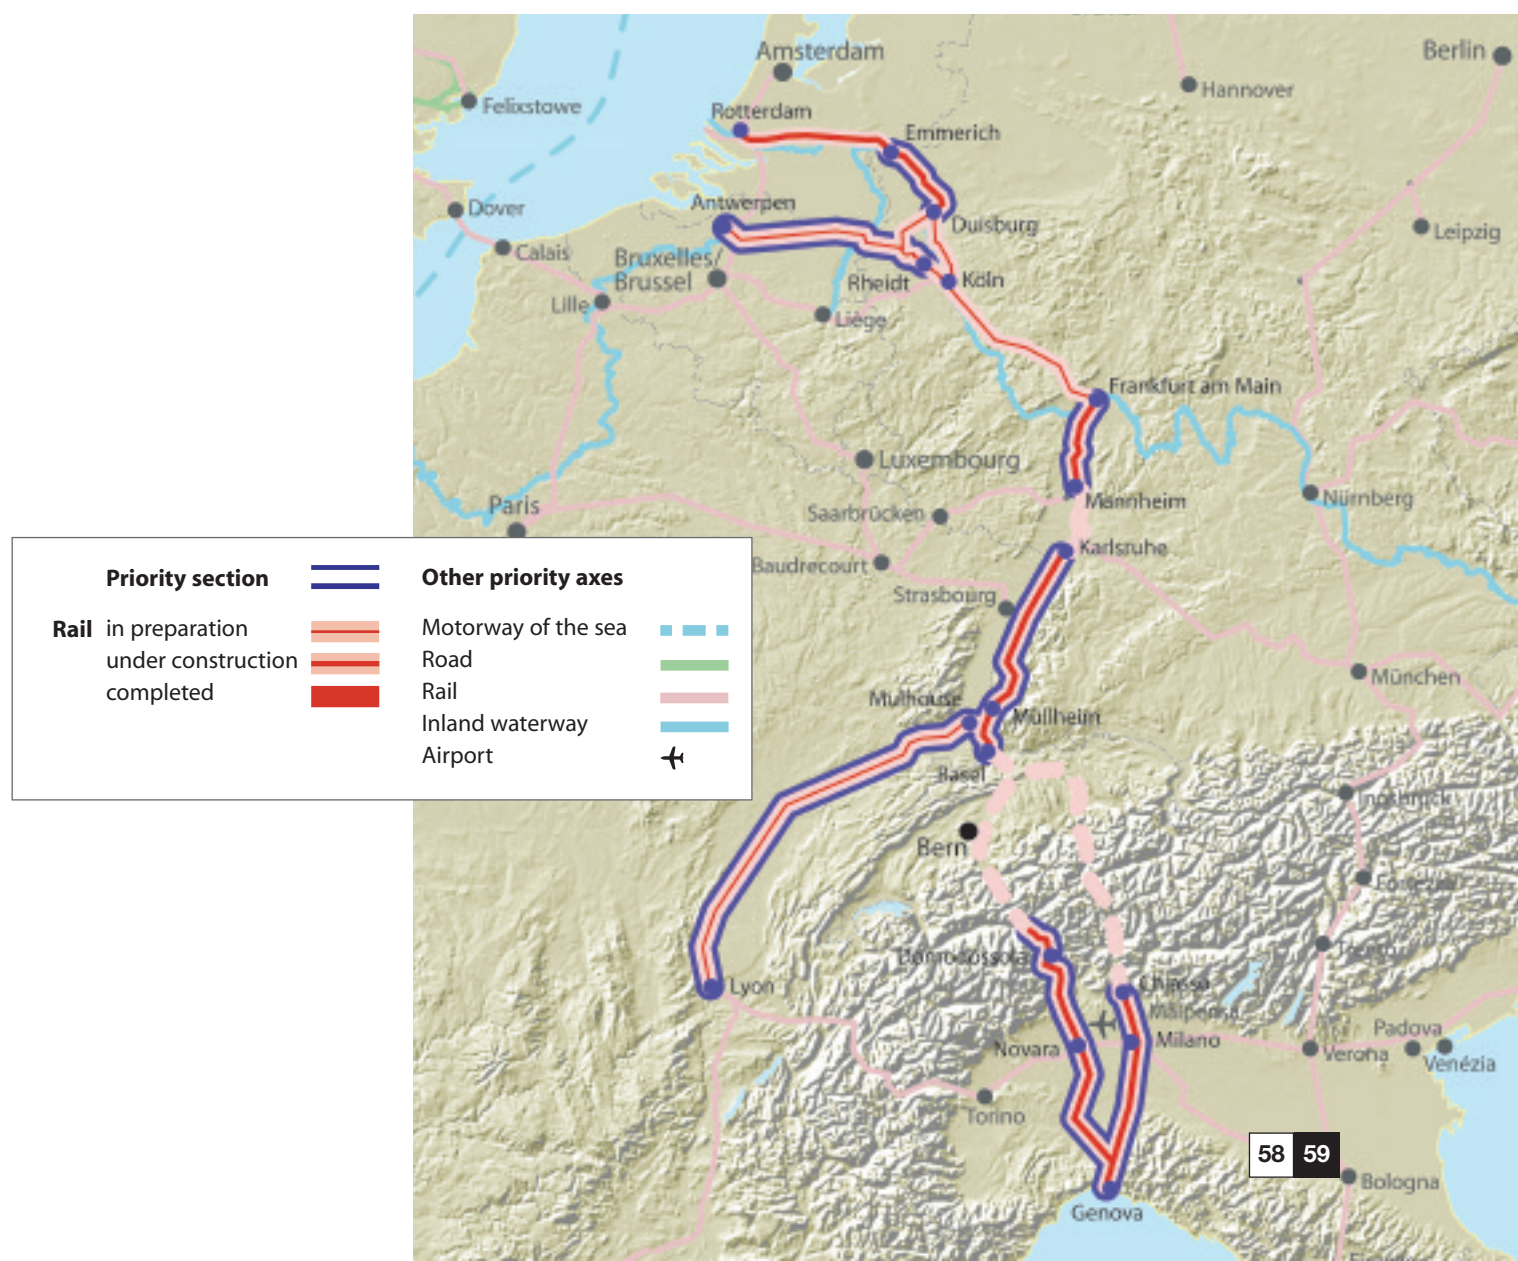 Amsterdam
Berlin
Hannover
Felixstowe
Rotterdam
Emmerich
Dover
Antwerpen
Duisburg
Leipzig
Calais
Bruxelles/
Brussel
Rheidt
Köln
Lille
Liège
Frankfurt am Main
Luxembourg
Mannheim
Nürnberg
Paris
Saarbrücken
Karlsruhe
Baudrecourt
Strasbourg
Priority section
Other priority axes
Rail in preparation
under construction
completed
Motorway of the sea
Road
Rail
Inland waterway
Airport
München
Mulhouse
Müllheim
Basel
Innsbruck
Bern
Domodossola
Lyon
Chiasso
Malpensa
Milano
Novara
Padova
Verona
Venézia
Torino
58 59
Bologna
Genova